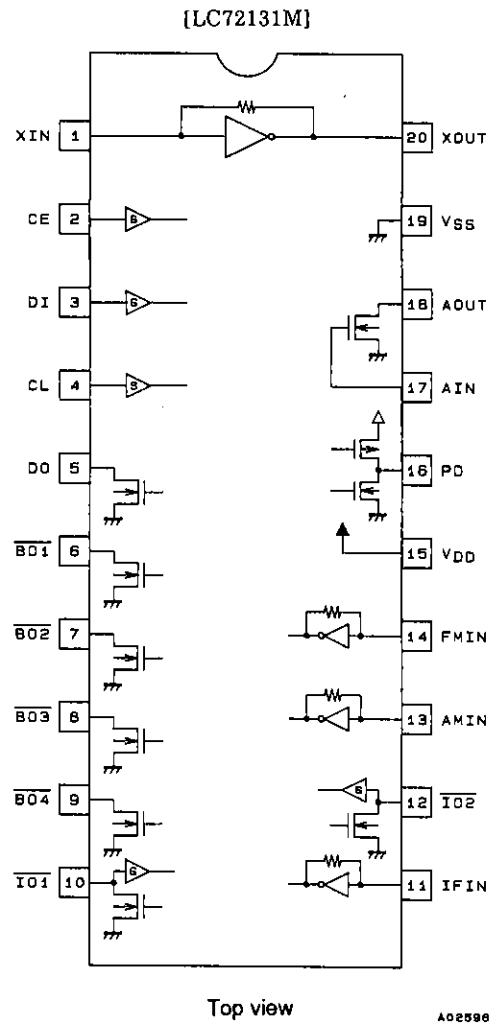 [LC72131M]
XIN 1 20 XOUT
CE 2 S 19 VSS
DI 3 S 18 AOUT
CL 4 S 17 AIN
DO 5 16 PD
BO1 6 15 VDD
BO2 7 14 FMIN
BO3 8 13 AMIN
BO4 9 S 12 IO2
IO1 10 S 11 IFIN
Top view
A02598